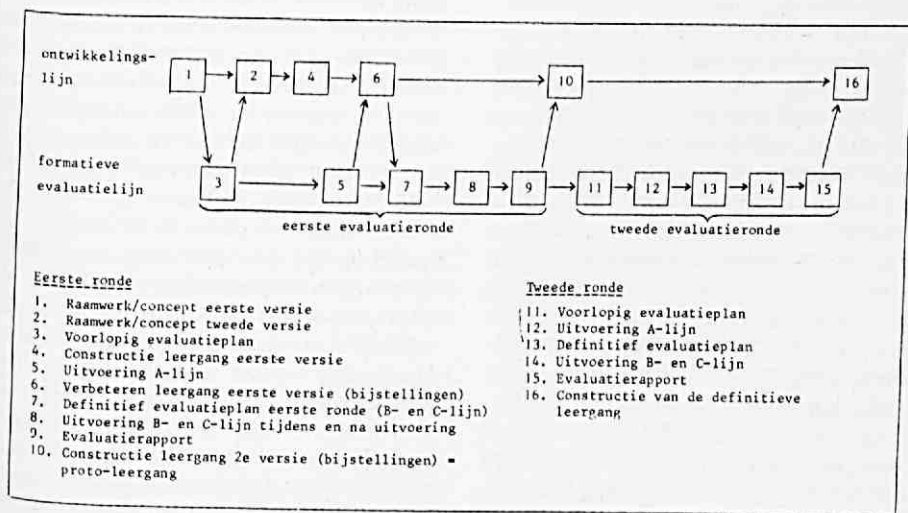 ontwikkelings-
lijn
1 2 4 6 10 16
formatieve
evaluatielijn
3 5 7 8 9 11 12 13 14 15
eerste evaluatieronde tweede evaluatieronde
Eerste ronde
1. Raamwerk/concept eerste versie
2. Raamwerk/concept tweede versie
3. Voorlopig evaluatieplan
4. Constructie leergang eerste versie
5. Uitvoering A-lijn
6. Verbeteren leergang eerste versie (bijstellingen)
7. Definitief evaluatieplan eerste ronde (B- en C-lijn)
8. Uitvoering B- en C-lijn tijdens en na uitvoering
9. Evaluatierapport
10. Constructie leergang 2e versie (bijstellingen) =
proto-leergang
Tweede ronde
11. Voorlopig evaluatieplan
12. Uitvoering A-lijn
13. Definitief evaluatieplan
14. Uitvoering B- en C-lijn
15. Evaluatierapport
16. Constructie van de definitieve
leergang